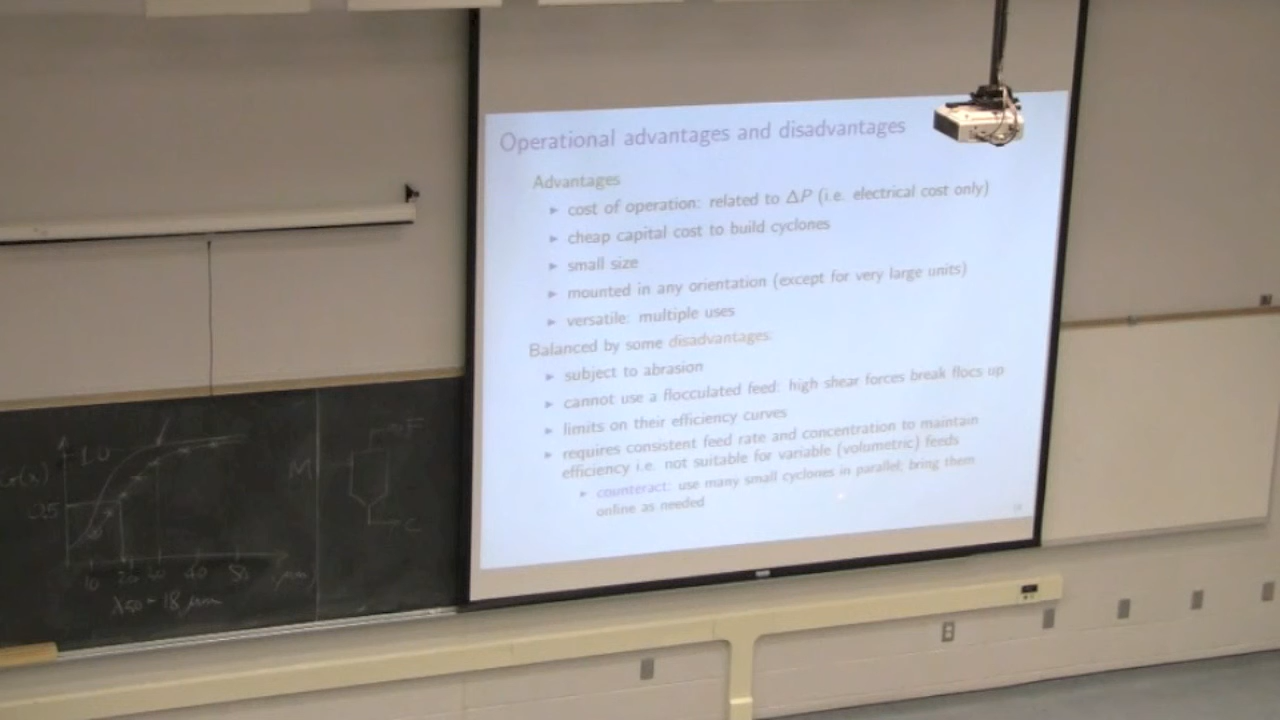 Operational advantages and disadvantages
Advantages
► cost of operation: related to ΔP (i.e. electrical cost only)
► cheap capital cost to build cyclones
► small size
► mounted in any orientation (except for very large units)
► versatile: multiple uses
Balanced by some disadvantages:
► subject to abrasion
► cannot use a flocculated feed: high shear forces break flocs up
► limits on their efficiency curves
► requires consistent feed rate and concentration to maintain
efficiency i.e. not suitable for variable (volumetric) feeds
► counteract: use many small cyclones in parallel; bring them
online as needed
1.0
G(x)
0.5
10
M
F
C
18 μm